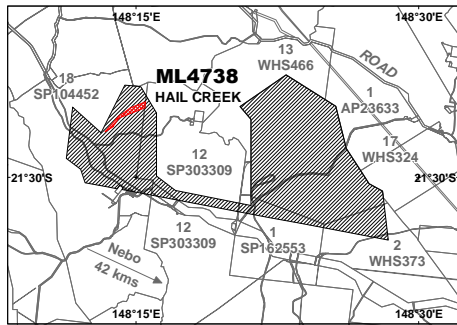 148°15'E
148°30'E
13
WHS466
ROAD
ML4738
HAIL CREEK
18
SP104452
1
AP23633
12
SP303309
17
WHS324
21°30'S
21°30'S
12
SP303309
1
SP162553
2
WHS373
Nebo
42 kms
148°15'E
148°30'E